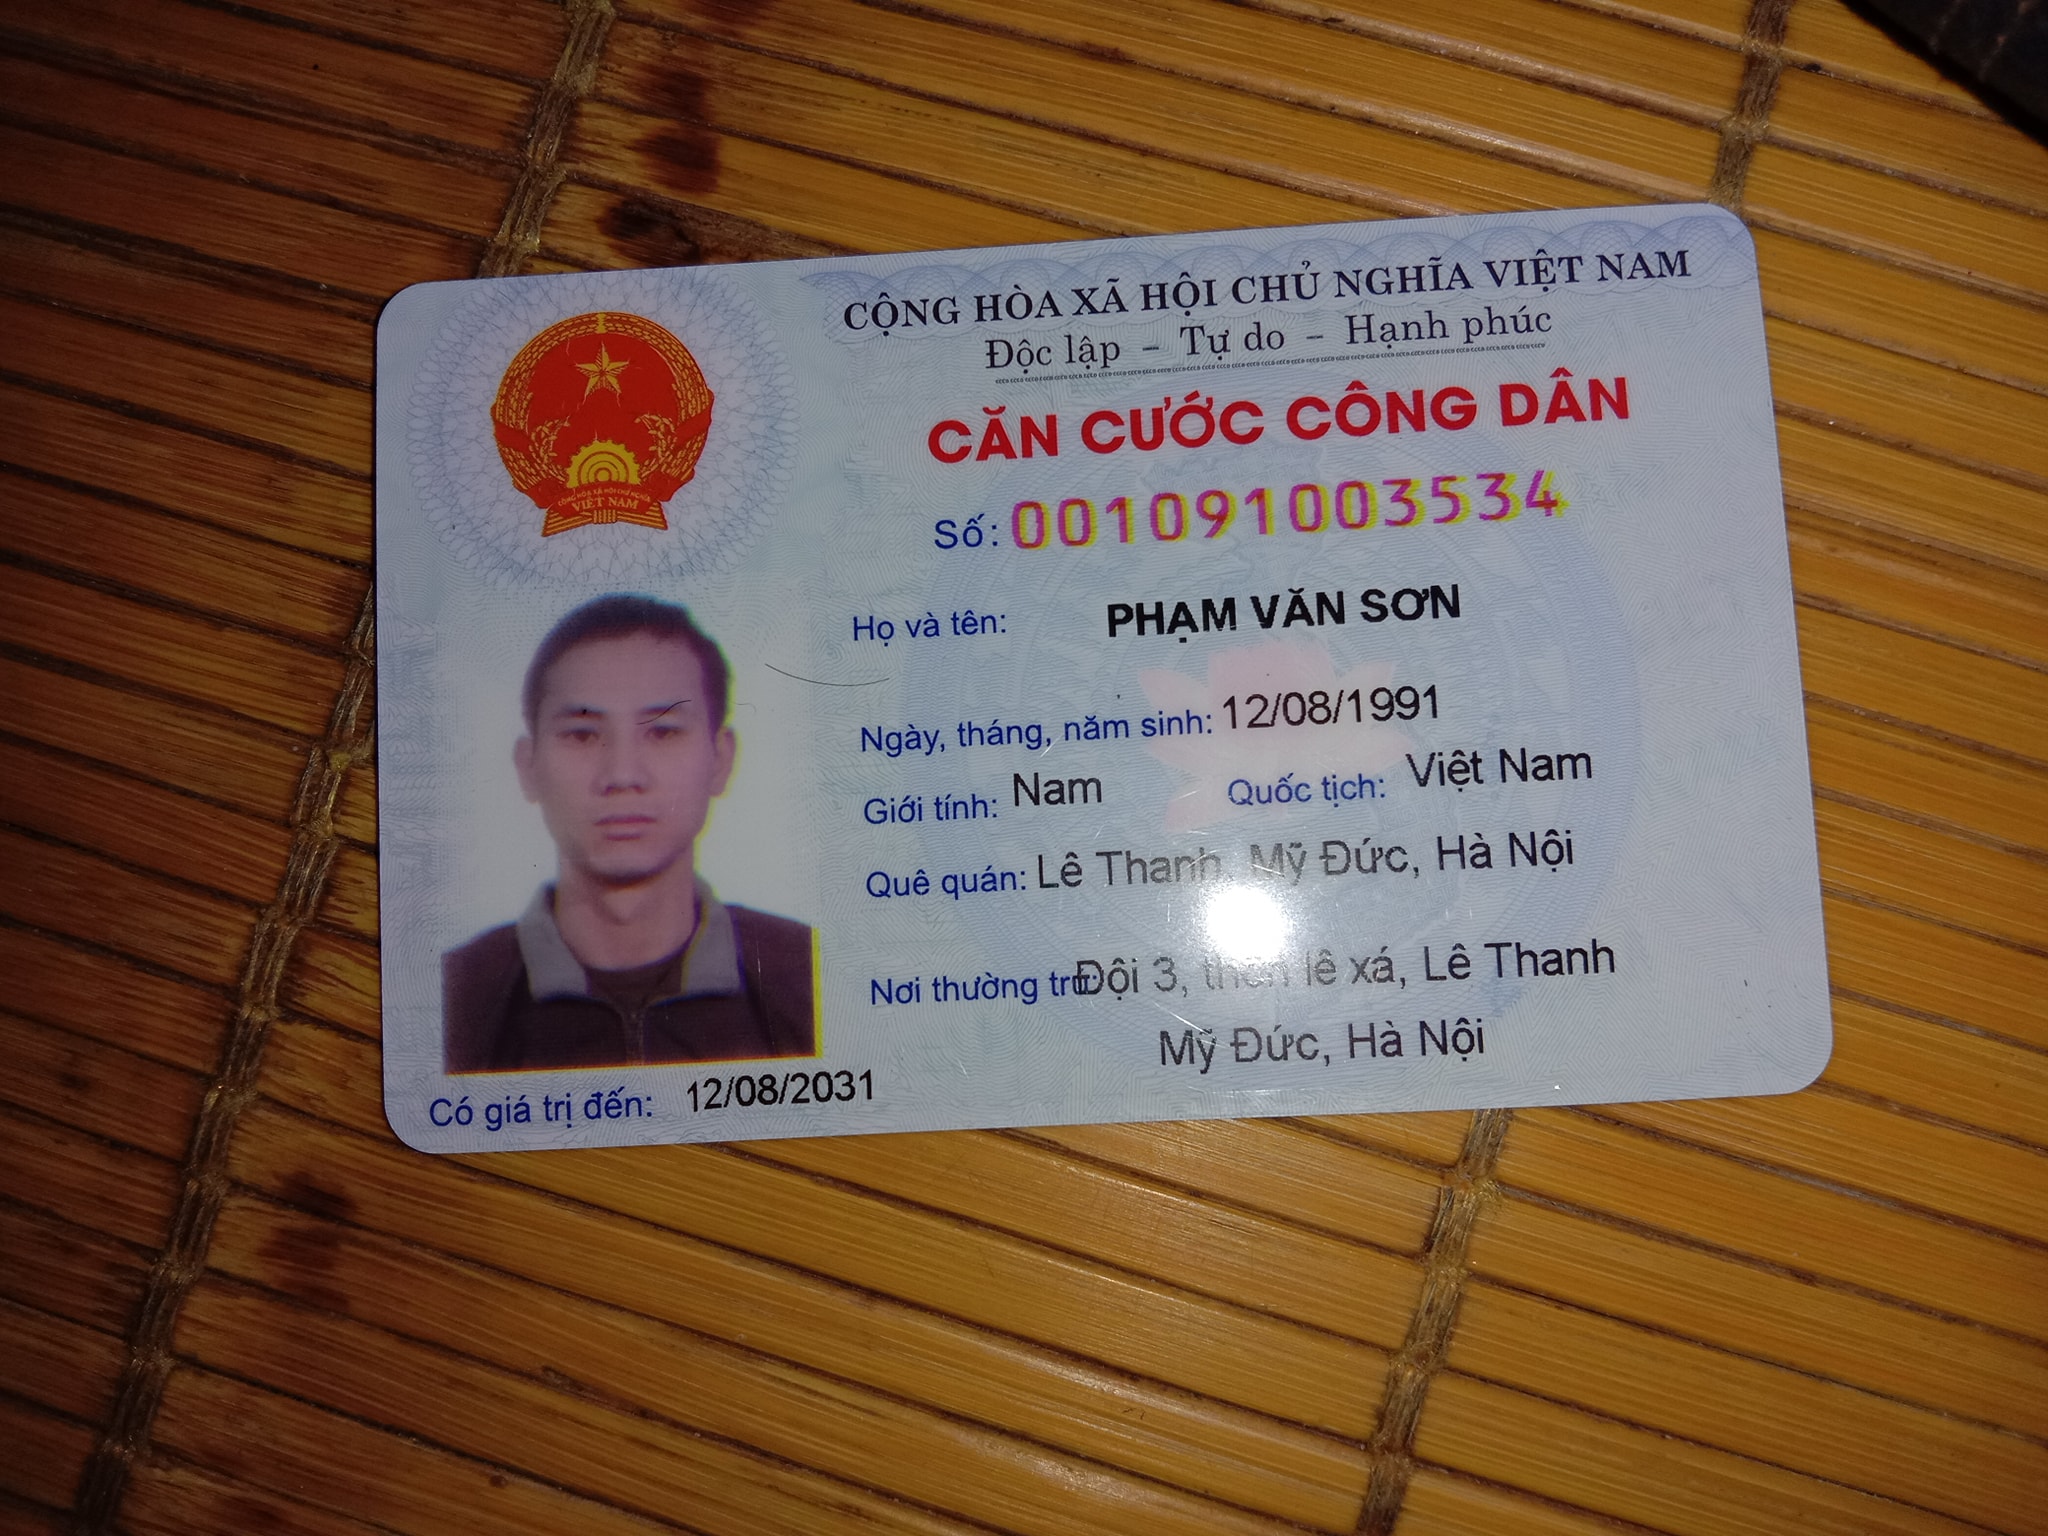 CỘNG HÒA XÃ HỘI CHỦ NGHĨA VIỆT NAM
Độc lập – Tự do – Hạnh phúc
CĂN CƯỚC CÔNG DÂN
Số: 001091003534
Họ và tên: PHẠM VĂN SƠN
Ngày, tháng, năm sinh: 12/08/1991
Giới tính: Nam Quốc tịch: Việt Nam
Quê quán: Lê Thanh, Mỹ Đức, Hà Nội
Nơi thường trú: Đội 3, thôn lê xá, Lê Thanh
Mỹ Đức, Hà Nội
Có giá trị đến: 12/08/2031
CỘNG HÒA XÃ HỘI CHỦ NGHĨA
VIỆT NAM